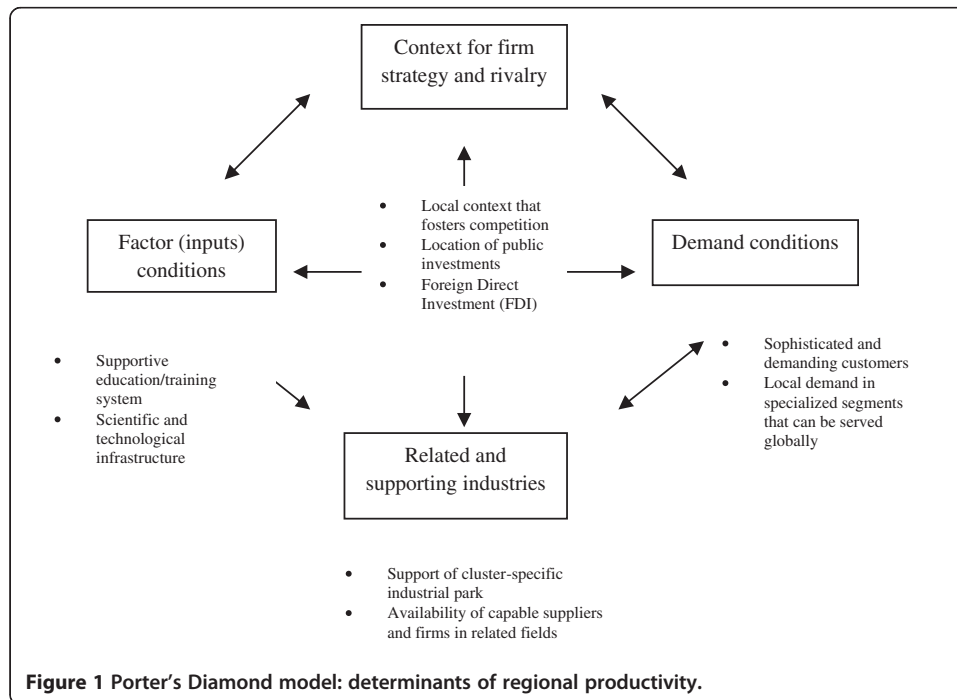 Context for firm
strategy and rivalry
• Local context that
fosters competition
• Location of public
investments
• Foreign Direct
Investment (FDI)
Factor (inputs)
conditions
Demand conditions
• Supportive
education/training
system
• Scientific and
technological
infrastructure
• Sophisticated and
demanding customers
• Local demand in
specialized segments
that can be served
globally
Related and
supporting industries
• Support of cluster-specific
industrial park
• Availability of capable suppliers
and firms in related fields
Figure 1 Porter's Diamond model: determinants of regional productivity.